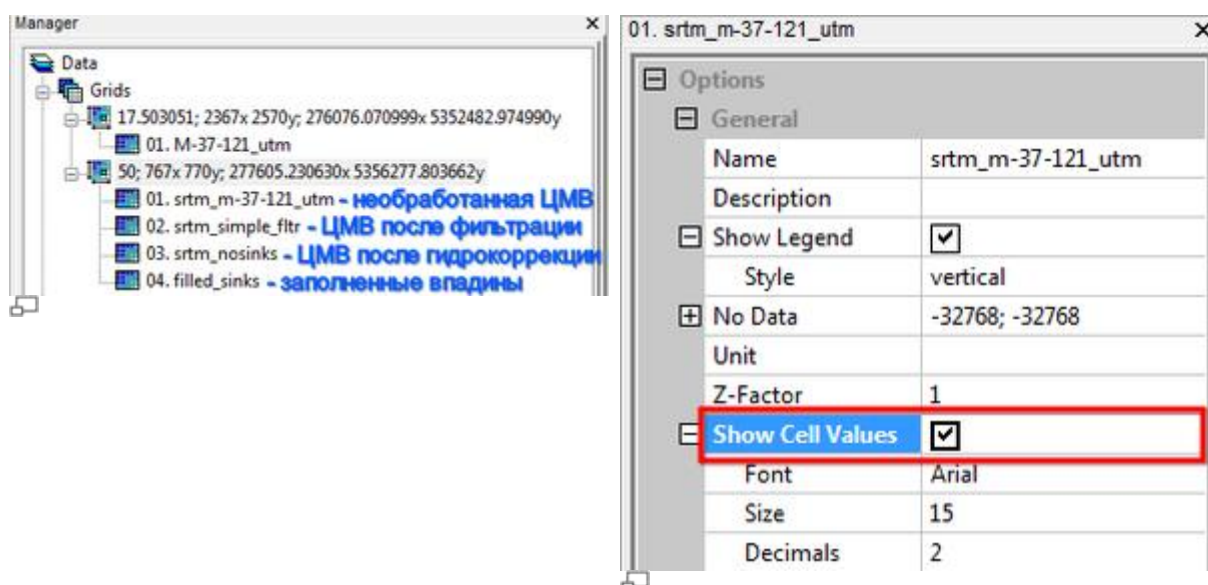 Manager
Data
Grids
17.503051; 2367x 2570y; 276076.070999x 5352482.974990y
01. M-37-121_utm
50; 767x 770y; 277605.230630x 5356277.803662y
01. srtm_m-37-121_utm - необработанная ЦМВ
02. srtm_simple_fltr - ЦМВ после фильтрации
03. srtm_nosinks - ЦМВ после гидрокоррекции
04. filled_sinks - заполненные впадины
01. srtm_m-37-121_utm
Options
General
Name srtm_m-37-121_utm
Description
Show Legend
Style vertical
No Data -32768; -32768
Unit
Z-Factor 1
Show Cell Values
Font Arial
Size 15
Decimals 2